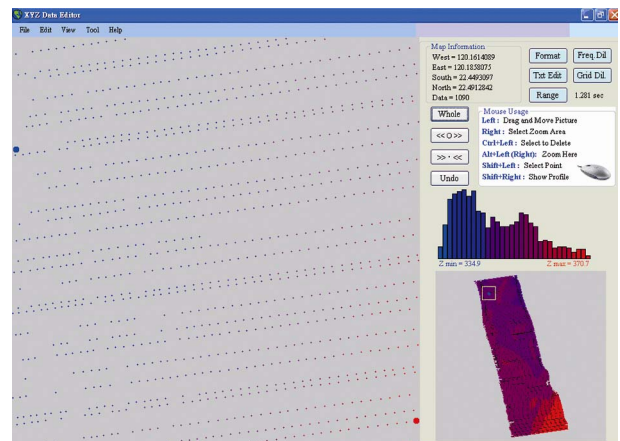 XYZ Data Editor
File Edit View Tool Help
Map Information
West = 120.1614089
East = 120.1858075
South = 22.4493097
North = 22.4912842
Data = 1090
Format Freq.Dil
Txt Edit Grid Dil.
Range 1.281 sec
Whole
<< O >>
>> · <<
Undo
Mouse Usage
Left : Drag and Move Picture
Right : Select Zoom Area
Ctrl+Left : Select to Delete
Alt+Left (Right): Zoom Here
Shift+Left : Select Point
Shift+Right : Show Profile
Z min = 334.9 Z max = 370.7